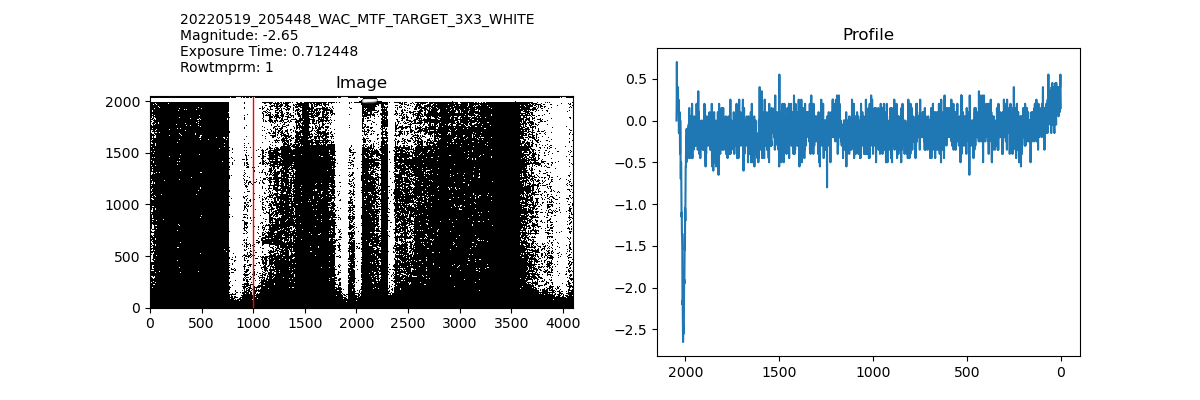 20220519_205448_WAC_MTF_TARGET_3X3_WHITE
Magnitude: -2.65
Exposure Time: 0.712448
Rowtmprm: 1
Image
2000
1500
1000
500
0
0 500 1000 1500 2000 2500 3000 3500 4000
Profile
0.5
0.0
−0.5
−1.0
−1.5
−2.0
−2.5
2000 1500 1000 500 0